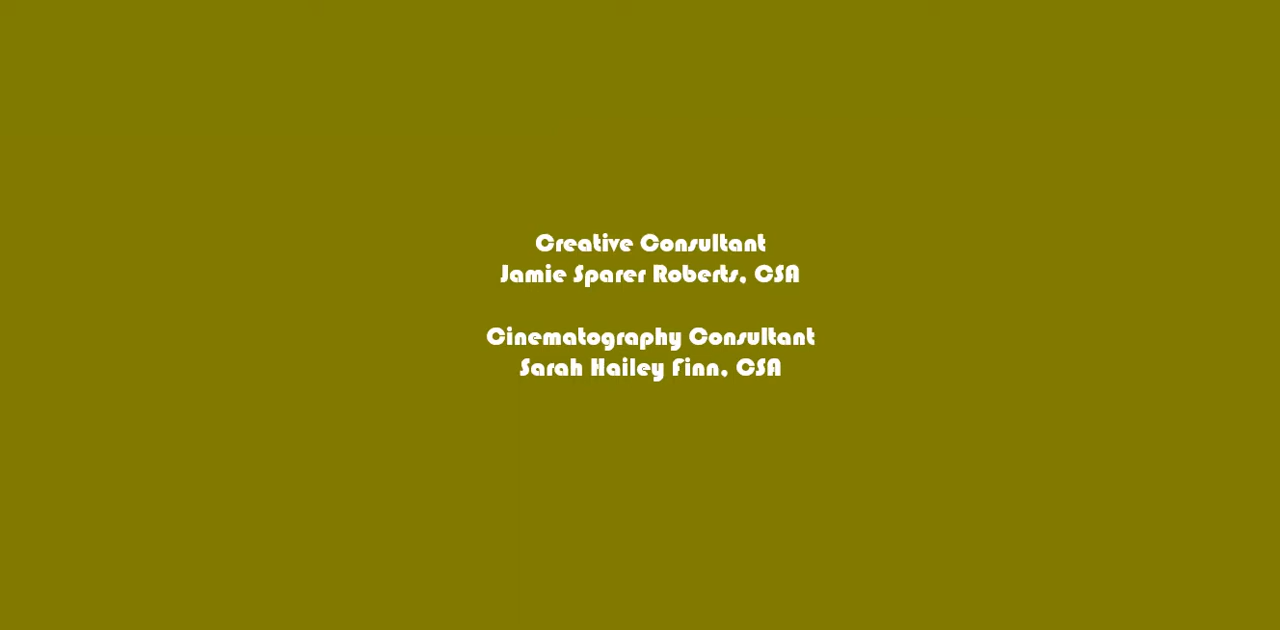 Creative Consultant
Jamie Sparer Roberts, CSA
Cinematography Consultant
Sarah Hailey Finn, CSA